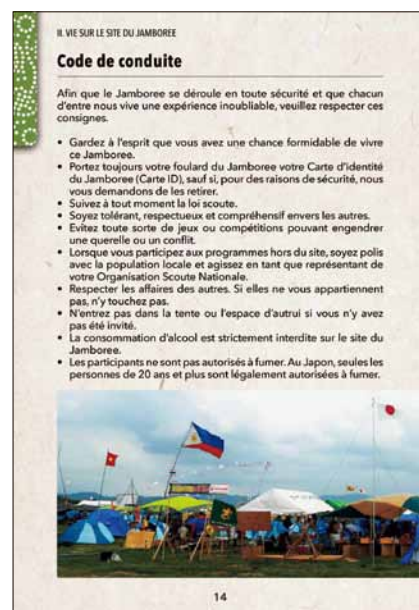 II. VIE SUR LE SITE DU JAMBOREE
Code de conduite
Afin que le Jamboree se déroule en toute sécurité et que chacun
d'entre nous vive une expérience inoubliable, veuillez respecter ces
consignes.
• Gardez à l'esprit que vous avez une chance formidable de vivre
ce Jamboree.
• Portez toujours votre foulard du Jamboree votre Carte d'identité
du Jamboree (Carte ID), sauf si, pour des raisons de sécurité, nous
vous demandons de les retirer.
• Suivez à tout moment la loi scoute.
• Soyez tolérant, respectueux et compréhensif envers les autres.
• Evitez toute sorte de jeux ou compétitions pouvant engendrer
une querelle ou un conflit.
• Lorsque vous participez aux programmes hors du site, soyez polis
avec la population locale et agissez en tant que représentant de
votre Organisation Scoute Nationale.
• Respecter les affaires des autres. Si elles ne vous appartiennent
pas, n'y touchez pas.
• N'entrez pas dans la tente ou l'espace d'autrui si vous n'y avez
pas été invité.
• La consommation d'alcool est strictement interdite sur le site du
Jamboree.
• Les participants ne sont pas autorisés à fumer. Au Japon, seules les
personnes de 20 ans et plus sont légalement autorisées à fumer.
14